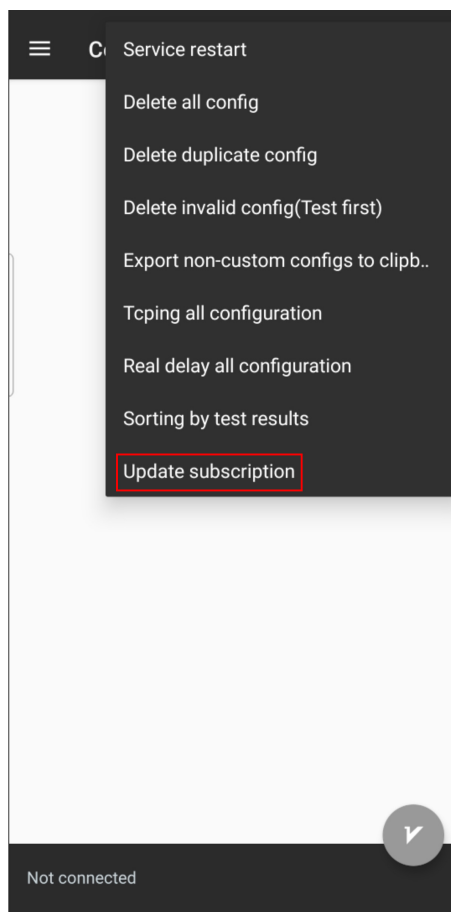 Service restart
Delete all config
Delete duplicate config
Delete invalid config(Test first)
Export non-custom configs to clipb..
Tcping all configuration
Real delay all configuration
Sorting by test results
Update subscription
Not connected